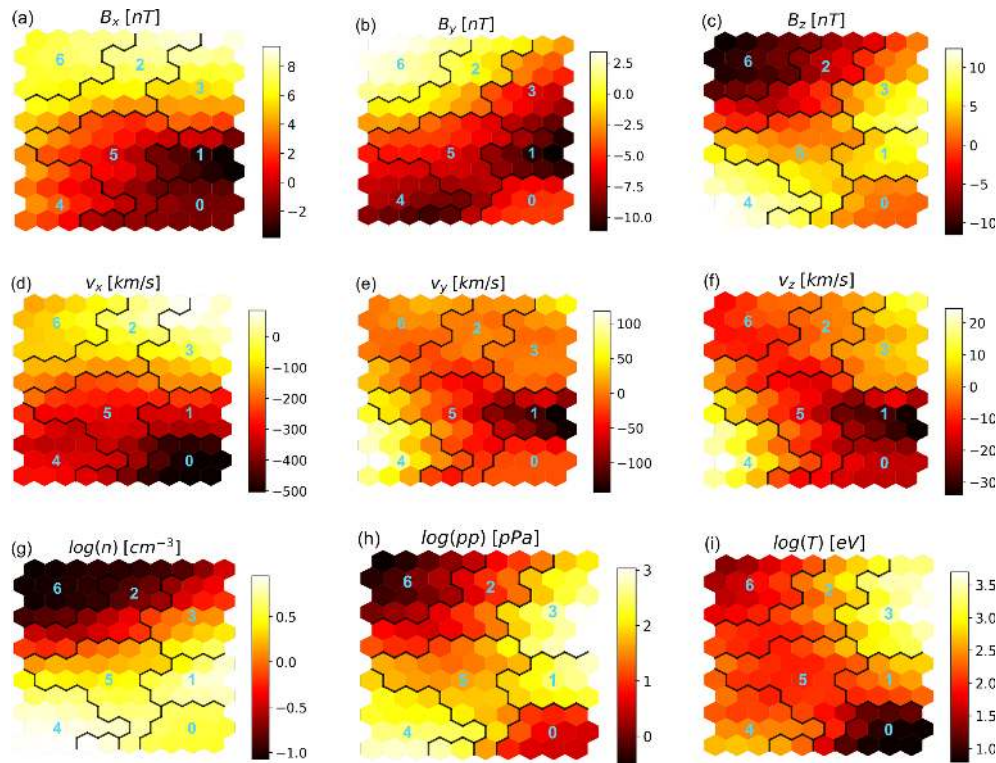 (a) B_x [nT]
6 2 3 5 1 4 0
8 6 4 2 0 −2
(b) B_y [nT]
6 2 3 5 1 4 0
2.5 0.0 −2.5 −5.0 −7.5 −10.0
(c) B_z [nT]
6 2 3 5 1 4 0
10 5 0 −5 −10
(d) v_x [km/s]
6 2 3 5 1 4 0
0 −100 −200 −300 −400 −500
(e) v_y [km/s]
6 2 3 5 1 4 0
100 50 0 −50 −100
(f) v_z [km/s]
6 2 3 5 1 4 0
20 10 0 −10 −20 −30
(g) log(n) [cm⁻³]
6 2 3 5 1 4 0
0.5 0.0 −0.5 −1.0
(h) log(pp) [pPa]
6 2 3 5 1 4 0
3 2 1 0
(i) log(T) [eV]
6 2 3 5 1 4 0
3.5 3.0 2.5 2.0 1.5 1.0